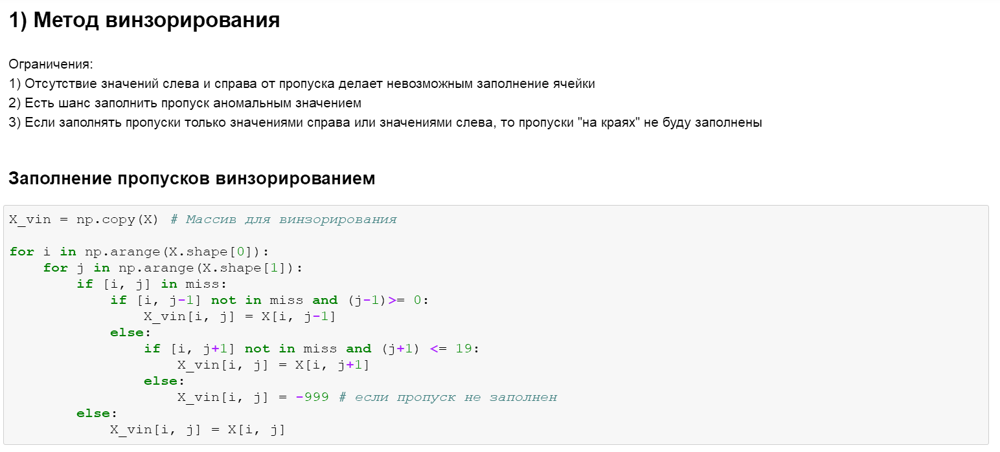 1) Метод винзорирования
Ограничения:
1) Отсутствие значений слева и справа от пропуска делает невозможным заполнение ячейки
2) Есть шанс заполнить пропуск аномальным значением
3) Если заполнять пропуски только значениями справа или значениями слева, то пропуски "на краях" не буду заполнены
Заполнение пропусков винзорированием
X_vin = np.copy(X) # Массив для винзорирования
for i in np.arange(X.shape[0]):
    for j in np.arange(X.shape[1]):
        if [i, j] in miss:
            if [i, j-1] not in miss and (j-1)>= 0:
                X_vin[i, j] = X[i, j-1]
            else:
                if [i, j+1] not in miss and (j+1) <= 19:
                    X_vin[i, j] = X[i, j+1]
                else:
                    X_vin[i, j] = -999 # если пропуск не заполнен
        else:
            X_vin[i, j] = X[i, j]